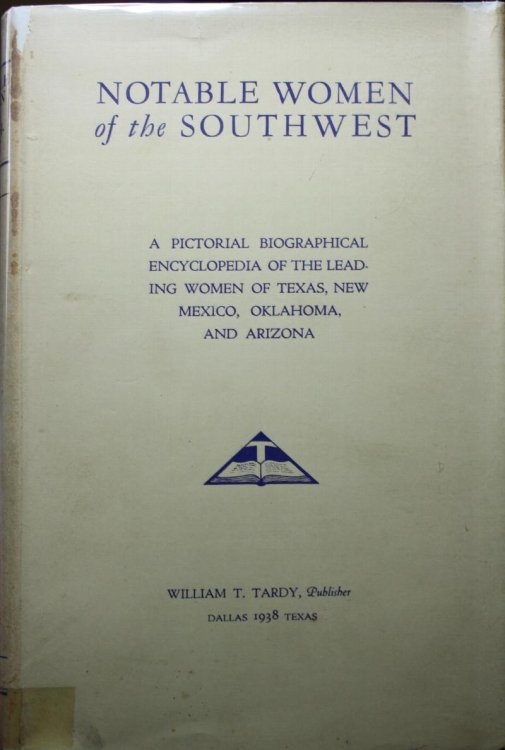 NOTABLE WOMEN
of the SOUTHWEST
A PICTORIAL BIOGRAPHICAL
ENCYCLOPEDIA OF THE LEAD-
ING WOMEN OF TEXAS, NEW
MEXICO, OKLAHOMA,
AND ARIZONA
T
WILLIAM T. TARDY, Publisher
DALLAS 1938 TEXAS